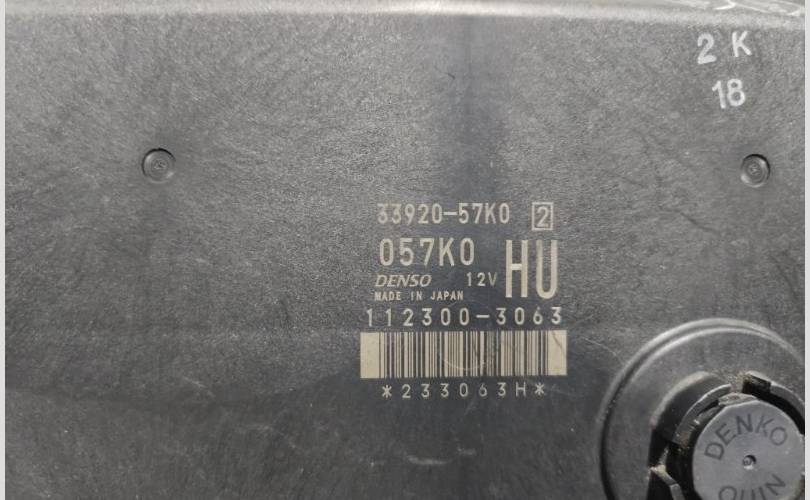 2 K
18
33920-57K0 2
057K0 HU
DENSO 12V
MADE IN JAPAN
112300-3063
*233063H*
DENKO